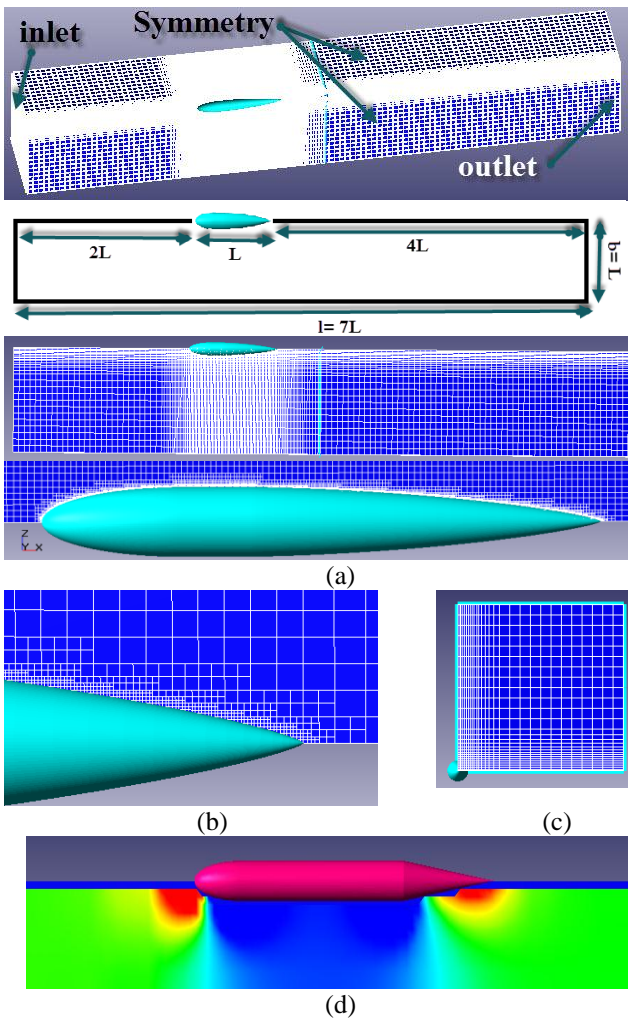 inlet
Symmetry
outlet
2L
L
4L
b= L
l= 7L
Z
Y X
(a)
(b)
(c)
(d)